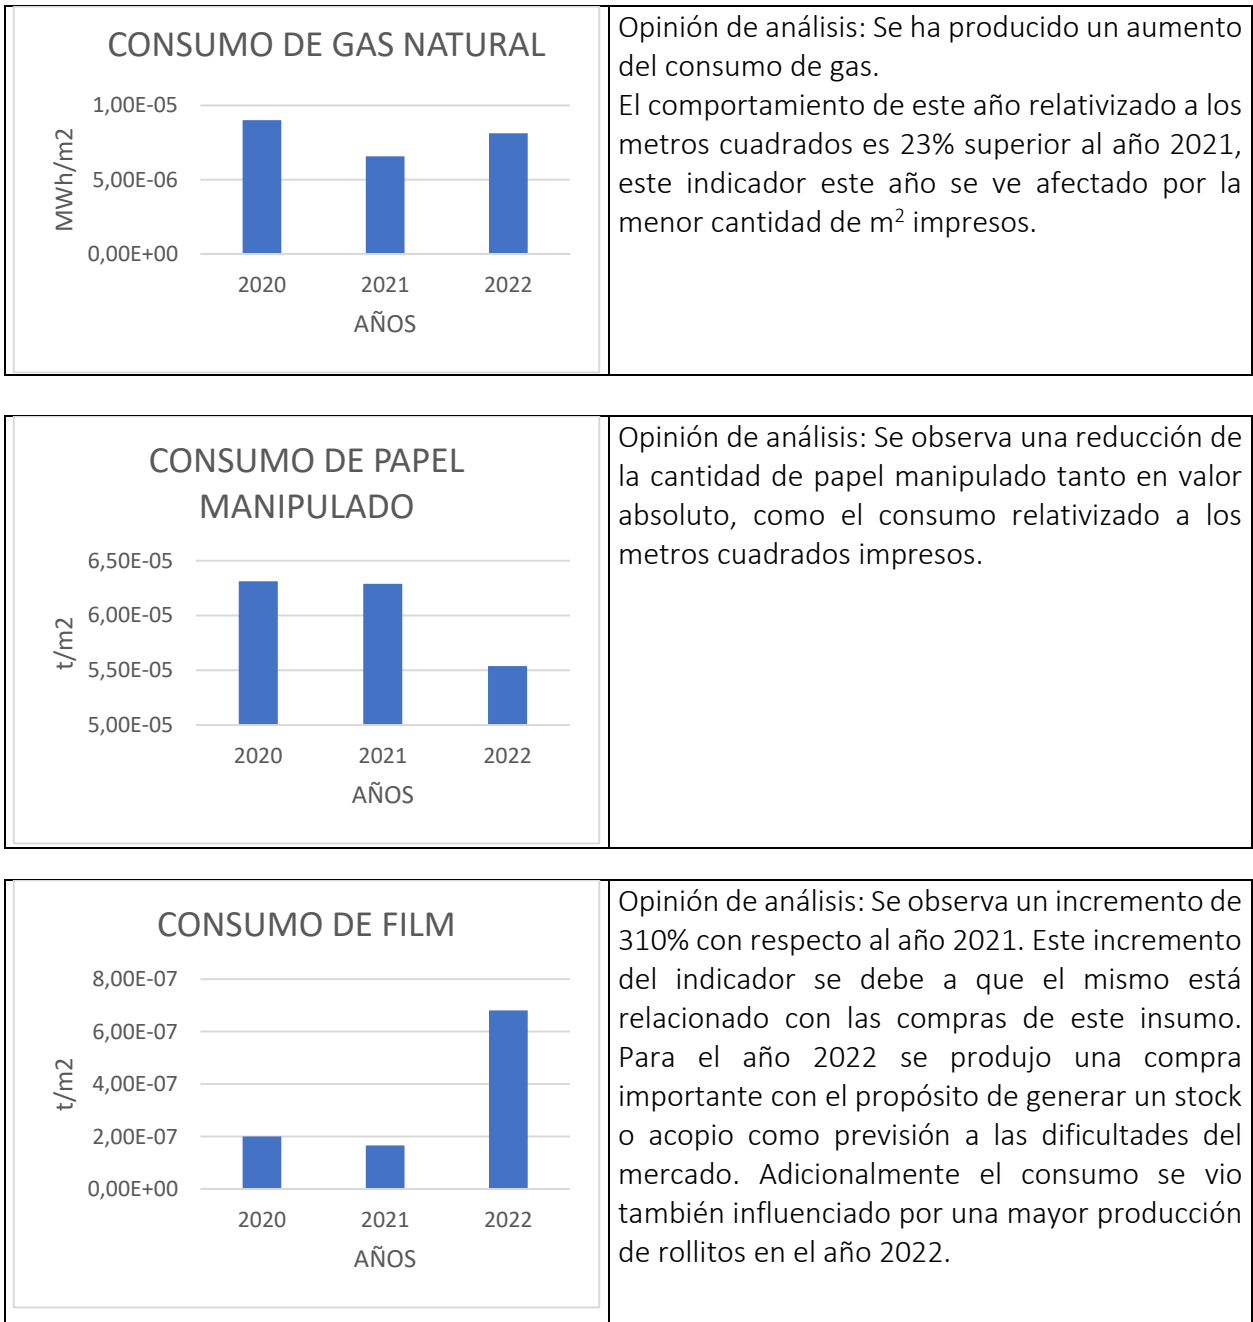 CONSUMO DE GAS NATURAL
1,00E-05
5,00E-06
0,00E+00
MWh/m2
2020 2021 2022
AÑOS
Opinión de análisis: Se ha producido un aumento
del consumo de gas.
El comportamiento de este año relativizado a los
metros cuadrados es 23% superior al año 2021,
este indicador este año se ve afectado por la
menor cantidad de m² impresos.
CONSUMO DE PAPEL
MANIPULADO
6,50E-05
6,00E-05
5,50E-05
5,00E-05
t/m2
2020 2021 2022
AÑOS
Opinión de análisis: Se observa una reducción de
la cantidad de papel manipulado tanto en valor
absoluto, como el consumo relativizado a los
metros cuadrados impresos.
CONSUMO DE FILM
8,00E-07
6,00E-07
4,00E-07
2,00E-07
0,00E+00
t/m2
2020 2021 2022
AÑOS
Opinión de análisis: Se observa un incremento de
310% con respecto al año 2021. Este incremento
del indicador se debe a que el mismo está
relacionado con las compras de este insumo.
Para el año 2022 se produjo una compra
importante con el propósito de generar un stock
o acopio como previsión a las dificultades del
mercado. Adicionalmente el consumo se vio
también influenciado por una mayor producción
de rollitos en el año 2022.